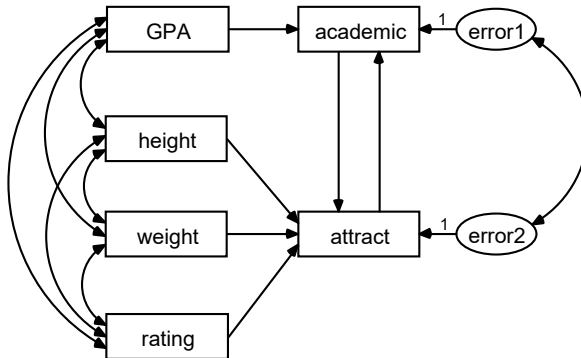 GPA
academic
1
error1
height
weight
attract
1
error2
rating